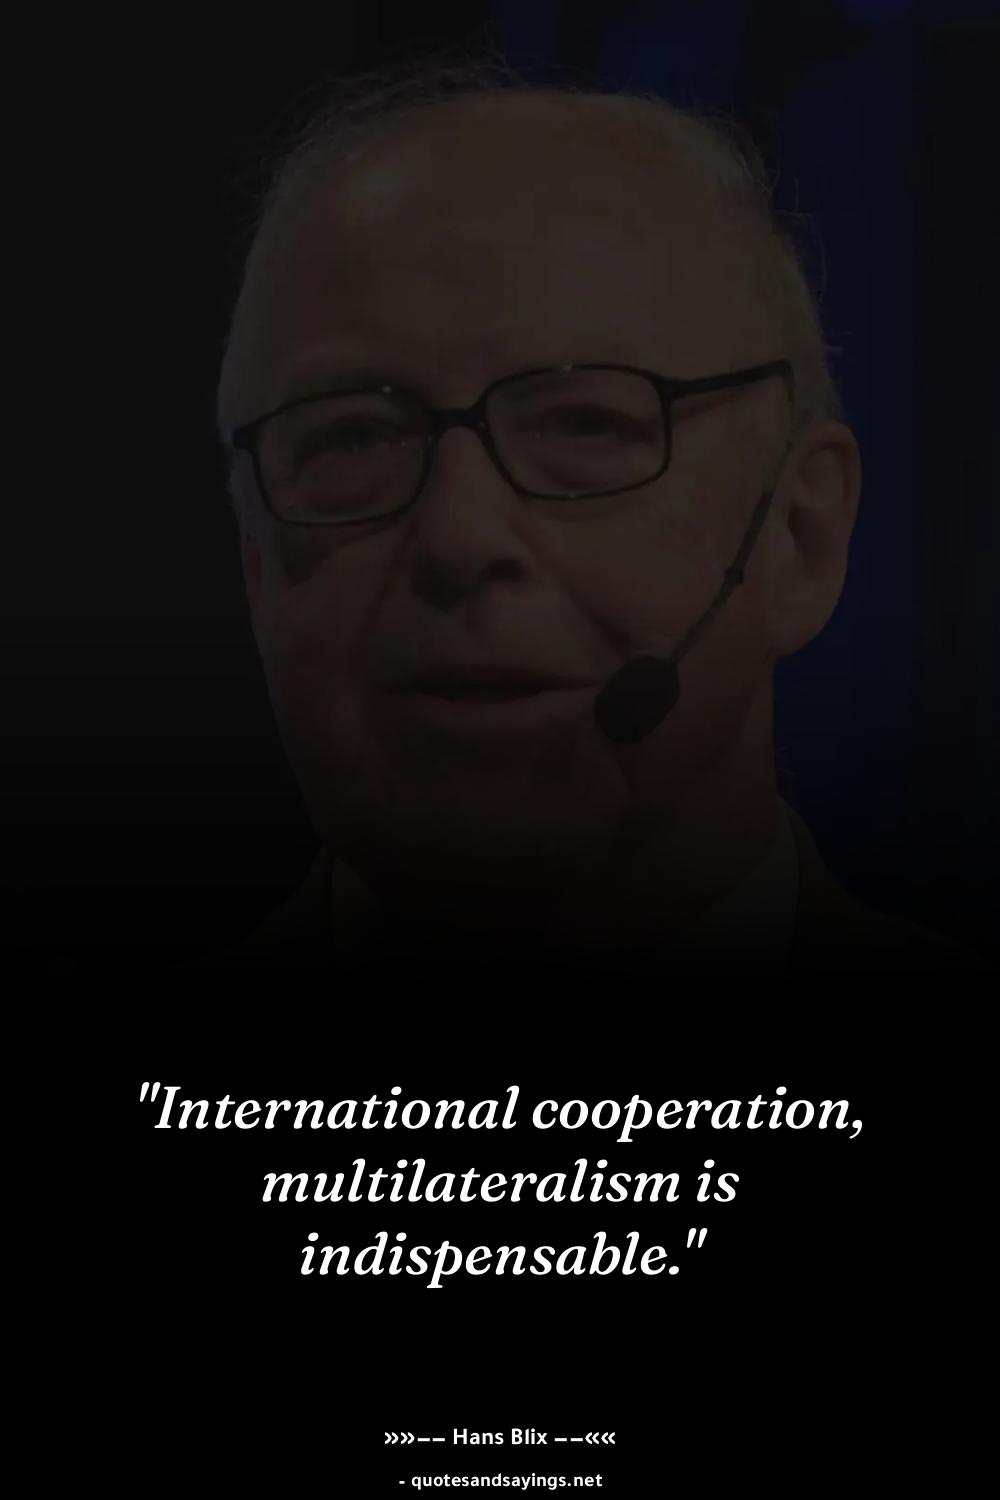 "International cooperation,
multilateralism is
indispensable."
»»–– Hans Blix ––««
- quotesandsayings.net